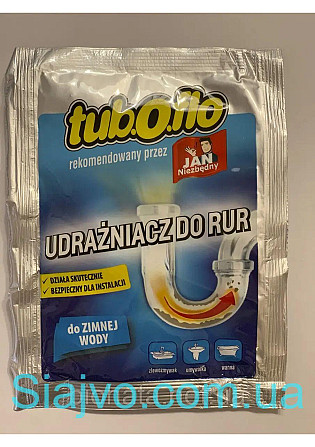 tub.O.flo
rekomendowany przez
JAN
Niezbędny
UDRAŻNIACZ DO RUR
DZIAŁA SKUTECZNIE
BEZPIECZNY DLA INSTALACJI
do ZIMNEJ
WODY
zlewozmywak
umywalka
wanna
Siajvo.com.ua